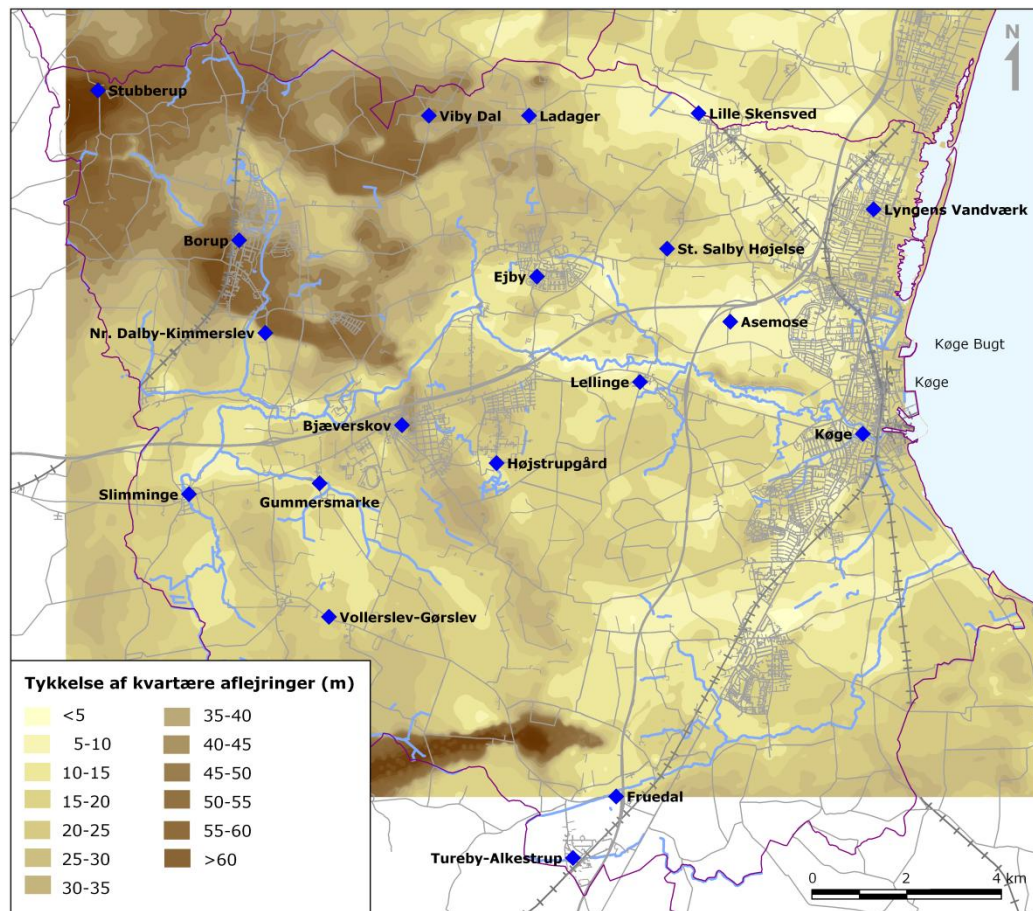 Stubberup
Viby Dal
Ladager
Lille Skensved
Lyngens Vandværk
Borup
St. Salby Højelse
Ejby
Asemose
Nr. Dalby-Kimmerslev
Køge Bugt
Lellinge
Køge
Bjæverskov
Køge
Højstrupgård
Slimminge
Gummersmarke
Vollerslev-Gørslev
Tykkelse af kvartære aflejringer (m)
<5
5-10
10-15
15-20
20-25
25-30
30-35
35-40
40-45
45-50
50-55
55-60
>60
Fruedal
Tureby-Alkestrup
0 2 4 km